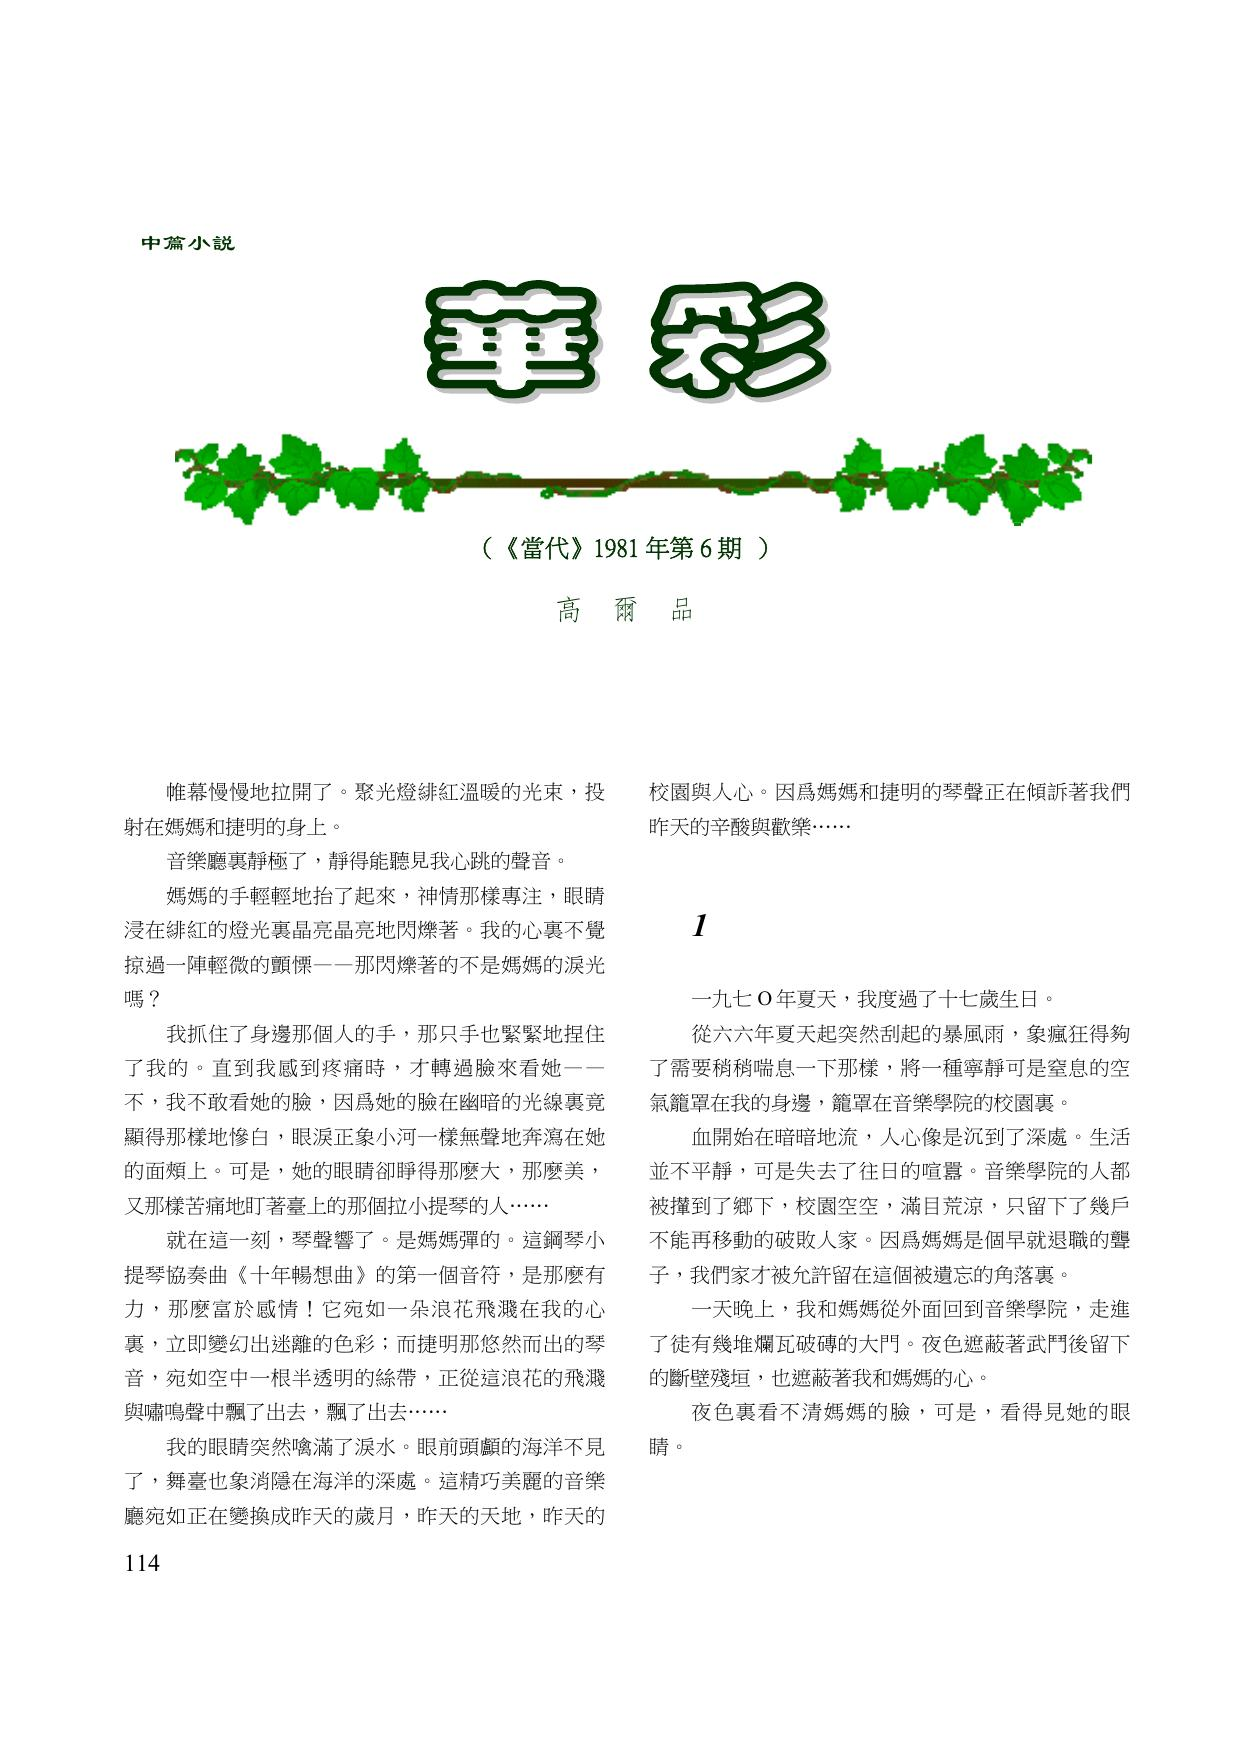 中篇小說
華彩
（《當代》1981 年第 6 期 ）
高爾品
帷幕慢慢地拉開了。聚光燈緋紅溫暖的光束，投
射在媽媽和捷明的身上。
音樂廳裏靜極了，靜得能聽見我心跳的聲音。
媽媽的手輕輕地抬了起來，神情那樣專注，眼睛
浸在緋紅的燈光裏晶亮晶亮地閃爍著。我的心裏不覺
掠過一陣輕微的顫慄——那閃爍著的不是媽媽的淚光
嗎？
我抓住了身邊那個人的手，那只手也緊緊地捏住
了我的。直到我感到疼痛時，才轉過臉來看她——
不，我不敢看她的臉，因爲她的臉在幽暗的光線裏竟
顯得那樣地慘白，眼淚正象小河一樣無聲地奔瀉在她
的面頰上。可是，她的眼睛卻睜得那麼大，那麼美，
又那樣苦痛地盯著臺上的那個拉小提琴的人……
就在這一刻，琴聲響了。是媽媽彈的。這鋼琴小
提琴協奏曲《十年暢想曲》的第一個音符，是那麼有
力，那麼富於感情！它宛如一朵浪花飛濺在我的心
裏，立即變幻出迷離的色彩；而捷明那悠然而出的琴
音，宛如空中一根半透明的絲帶，正從這浪花的飛濺
與嘯鳴聲中飄了出去，飄了出去……
我的眼睛突然噙滿了淚水。眼前頭顱的海洋不見
了，舞臺也象消隱在海洋的深處。這精巧美麗的音樂
廳宛如正在變換成昨天的歲月，昨天的天地，昨天的
校園與人心。因爲媽媽和捷明的琴聲正在傾訴著我們
昨天的辛酸與歡樂……
1
一九七 O 年夏天，我度過了十七歲生日。
從六六年夏天起突然刮起的暴風雨，象瘋狂得夠
了需要稍稍喘息一下那樣，將一種寧靜可是窒息的空
氣籠罩在我的身邊，籠罩在音樂學院的校園裏。
血開始在暗暗地流，人心像是沉到了深處。生活
並不平靜，可是失去了往日的喧囂。音樂學院的人都
被攆到了鄉下，校園空空，滿目荒涼，只留下了幾戶
不能再移動的破敗人家。因爲媽媽是個早就退職的聾
子，我們家才被允許留在這個被遺忘的角落裏。
一天晚上，我和媽媽從外面回到音樂學院，走進
了徒有幾堆爛瓦破磚的大門。夜色遮蔽著武鬥後留下
的斷壁殘垣，也遮蔽著我和媽媽的心。
夜色裏看不清媽媽的臉，可是，看得見她的眼
睛。
114